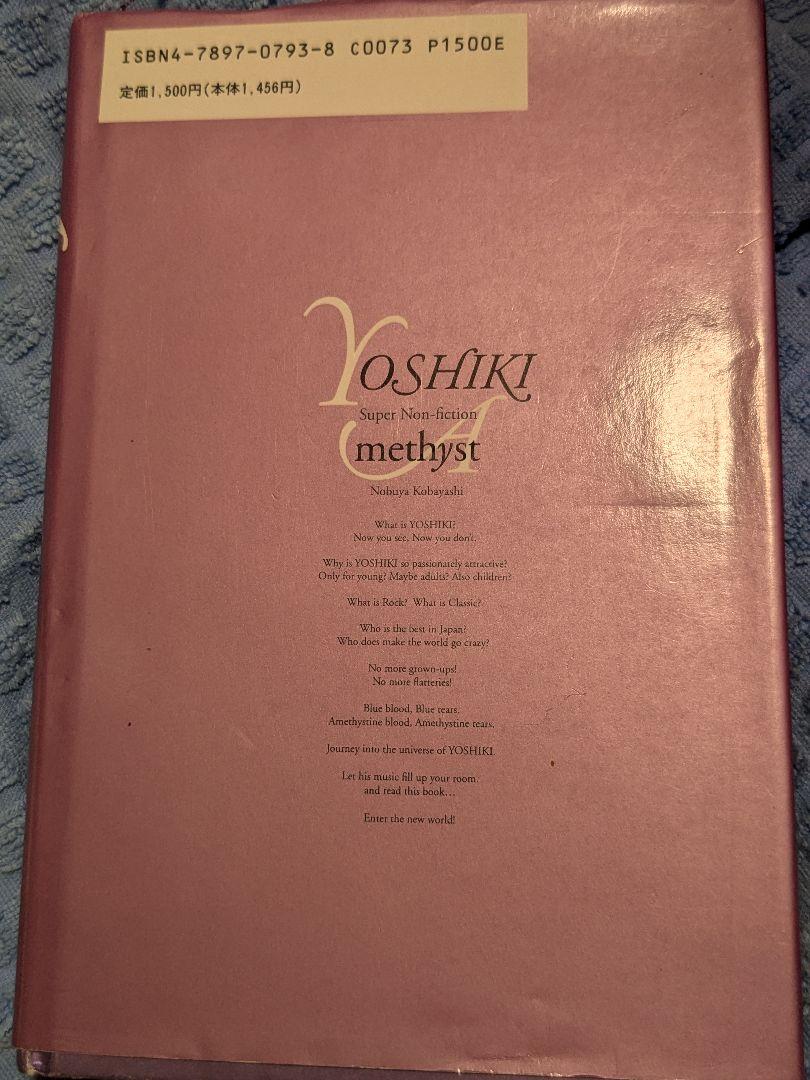 ISBN4-7897-0793-8 C0073 P1500E
定価1,500円(本体1,456円)
YOSHIKI
Super Non-fiction
Amethyst
Nobuya Kobayashi
What is YOSHIKI?
Now you see, Now you don't.
Why is YOSHIKI so passionately attractive?
Only for young? Maybe adults? Also children?
What is Rock? What is Classic?
Who is the best in Japan?
Who does make the world go crazy?
No more grown-ups!
No more flatteries!
Blue blood, Blue tears.
Amethystine blood, Amethystine tears.
Journey into the universe of YOSHIKI.
Let his music fill up your room.
and read this book...
Enter the new world!